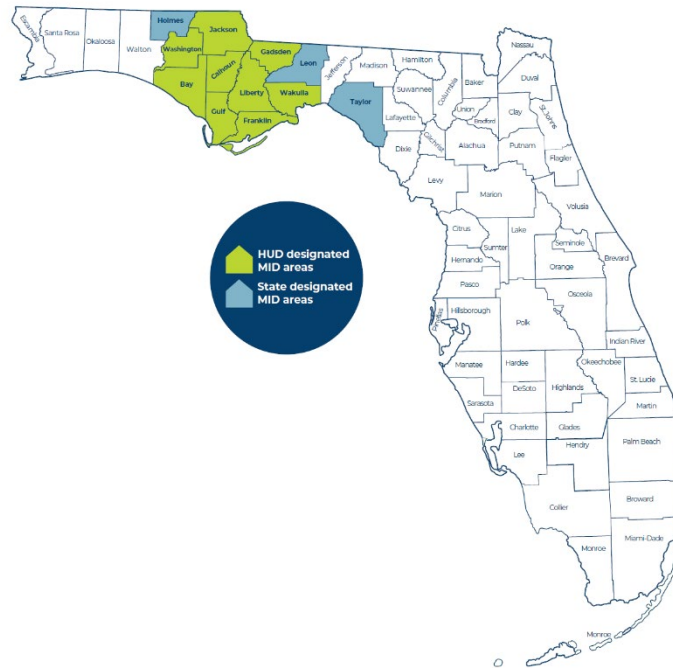 Escambia
Santa Rosa
Okaloosa
Walton
Holmes
Washington
Jackson
Bay
Calhoun
Gulf
Gadsden
Liberty
Franklin
Leon
Wakulla
Jefferson
Madison
Taylor
Hamilton
Suwannee
Lafayette
Dixie
Columbia
Gilchrist
Levy
Baker
Union
Bradford
Alachua
Nassau
Duval
Clay
St. Johns
Putnam
Flagler
Marion
Volusia
Citrus
Sumter
Lake
Hernando
Pasco
Seminole
Orange
Brevard
Osceola
Pinellas
Hillsborough
Polk
Indian River
Manatee
Hardee
Highlands
Okeechobee
St. Lucie
Sarasota
DeSoto
Martin
Charlotte
Glades
Lee
Hendry
Palm Beach
Collier
Broward
Monroe
Miami-Dade
Monroe
HUD designated
MID areas
State designated
MID areas